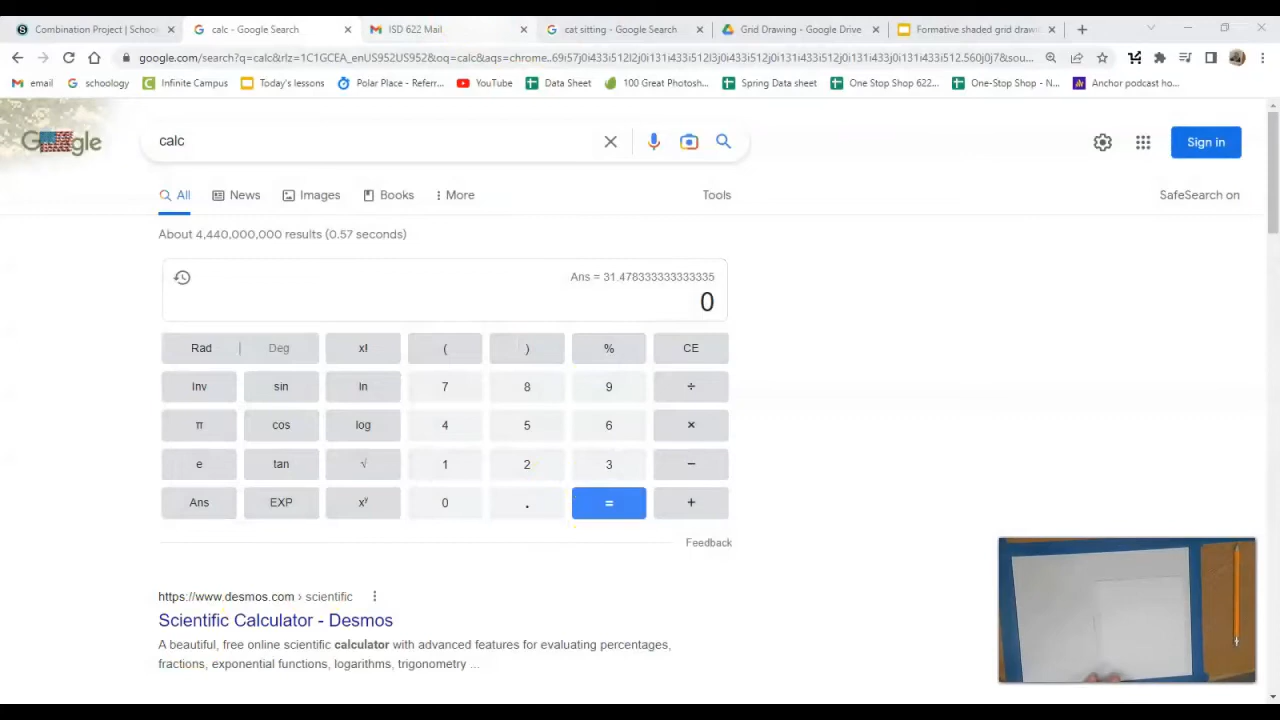 Combination Project | Schoo
calc - Google Search
ISD 622 Mail
cat sitting - Google Search
Grid Drawing - Google Drive
Formative shaded grid drawi
google.com/search?q=calc&rlz=1C1GCEA_enUS952US952&oq=calc&aqs=chrome..69i57j0i433i512l2j0i131i433i512l3j0i433i512j0i131i433i512j0i433j0i131i433i512.560j0j7&sou...
email
schoology
Infinite Campus
Today's lessons
Polar Place - Referr...
YouTube
Data Sheet
100 Great Photosh...
Spring Data sheet
One Stop Shop 622...
One-Stop Shop - N...
Anchor podcast ho...
Google
calc
Sign in
All
News
Images
Books
More
Tools
SafeSearch on
About 4,440,000,000 results (0.57 seconds)
Ans = 31.478333333333335
0
Rad | Deg x! ( ) % CE
Inv sin ln 7 8 9 ÷
π cos log 4 5 6 ×
e tan √ 1 2 3 −
Ans EXP xʸ 0 . = +
Feedback
https://www.desmos.com › scientific
Scientific Calculator - Desmos
A beautiful, free online scientific calculator with advanced features for evaluating percentages,
fractions, exponential functions, logarithms, trigonometry ...